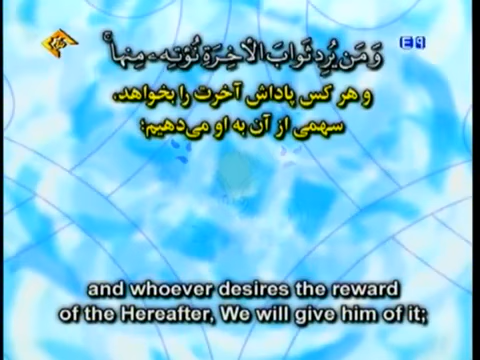 وَ مَن يُرِدْ ثَوَابَ الْآخِرَةِ نُؤْتِهِ مِنْهَا ۚ
و هر کس پاداش آخرت را بخواهد،
سهمی از آن به او می‌دهیم:
and whoever desires the reward
of the Hereafter, We will give him of it;